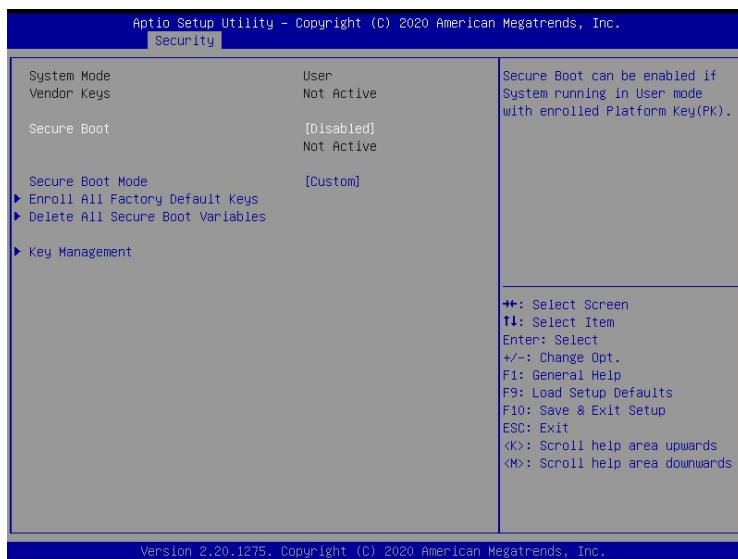 Aptio Setup Utility – Copyright (C) 2020 American Megatrends, Inc.
Security
System Mode User
Vendor Keys Not Active
Secure Boot [Disabled]
Not Active
Secure Boot Mode [Custom]
▶ Enroll All Factory Default Keys
▶ Delete All Secure Boot Variables
▶ Key Management
Secure Boot can be enabled if
System running in User mode
with enrolled Platform Key(PK).
→←: Select Screen
↑↓: Select Item
Enter: Select
+/-: Change Opt.
F1: General Help
F9: Load Setup Defaults
F10: Save & Exit Setup
ESC: Exit
<K>: Scroll help area upwards
<M>: Scroll help area downwards
Version 2.20.1275. Copyright (C) 2020 American Megatrends, Inc.